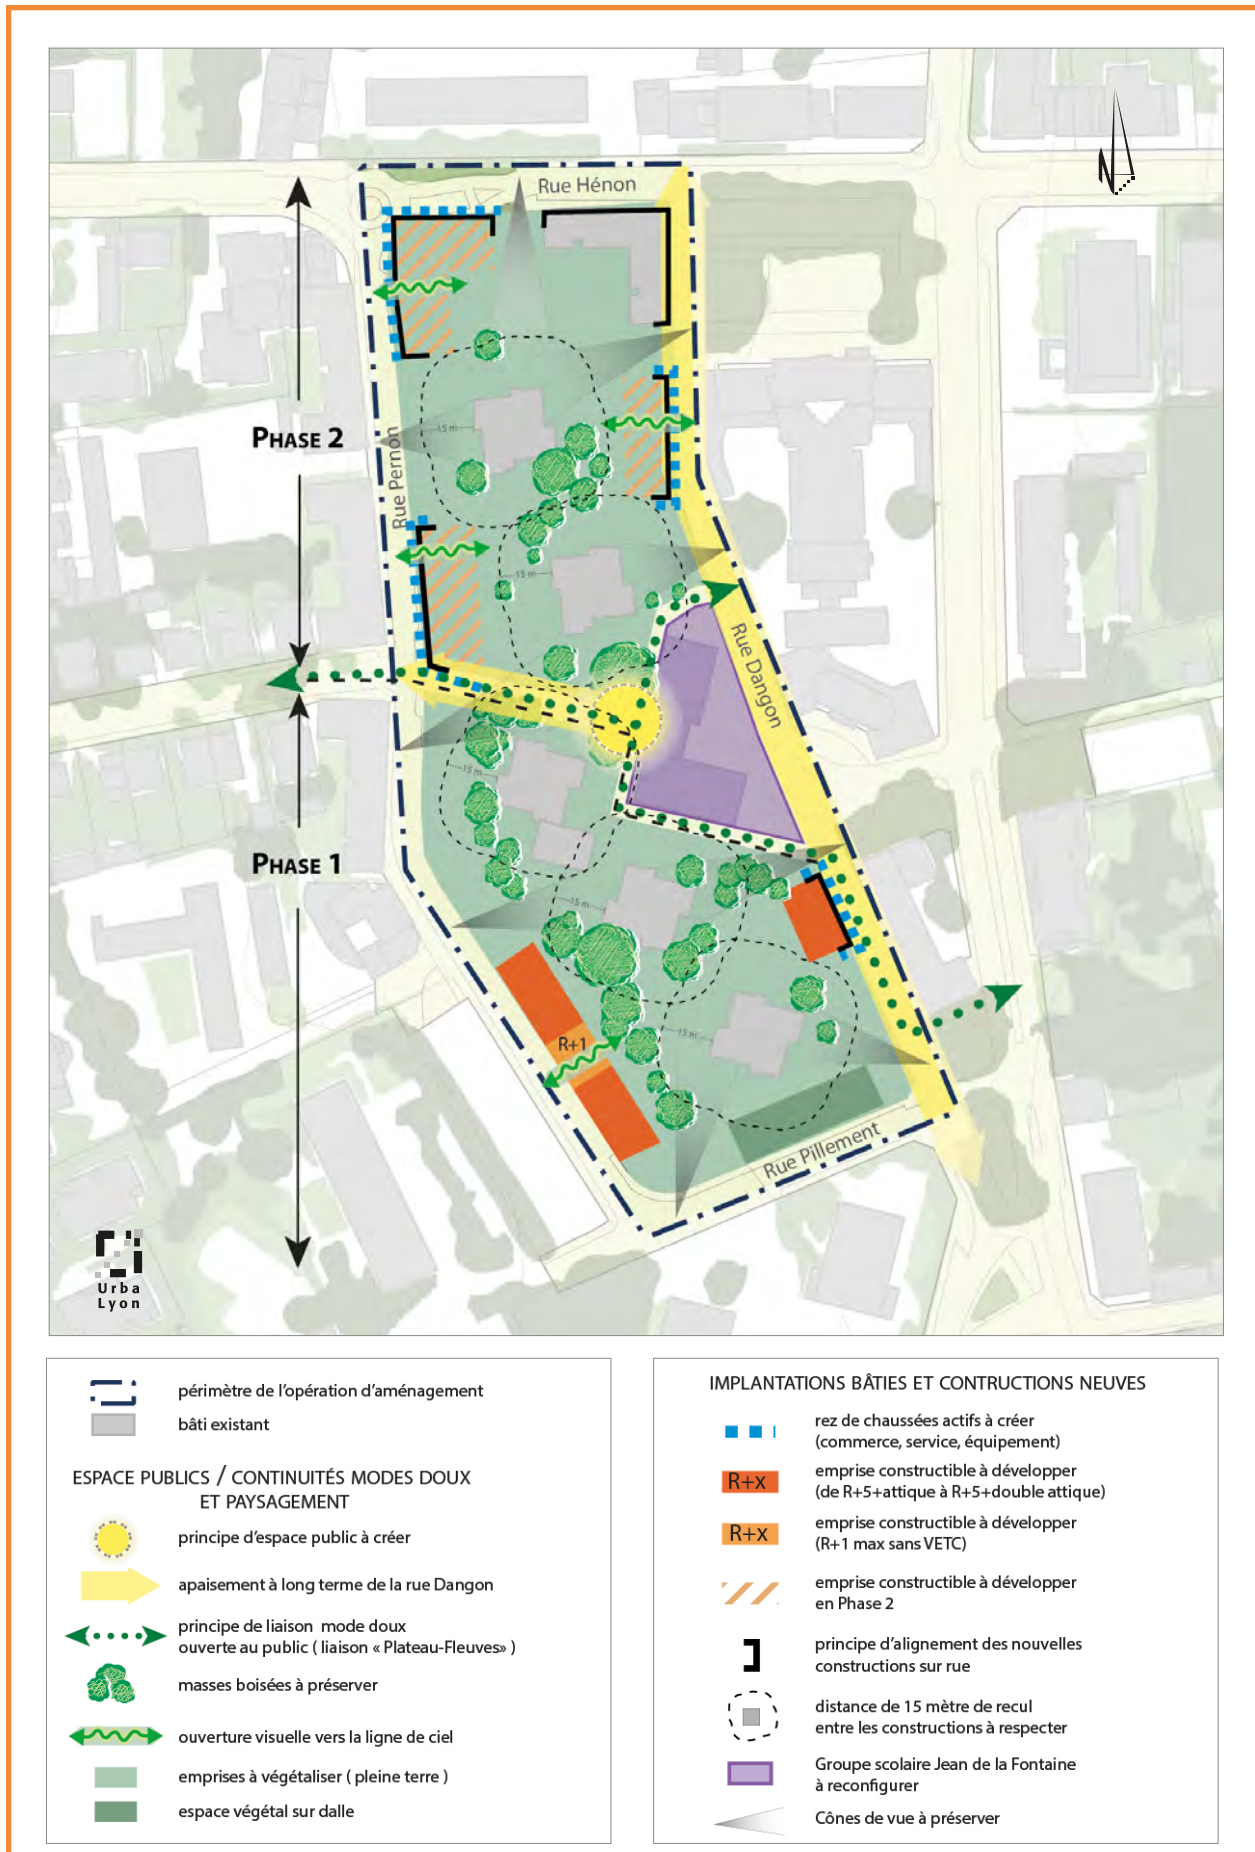 Rue Hénon
N
PHASE 2
15 m
Rue Pernon
15 m
Rue Dangon
15 m
PHASE 1
15 m
R+1
15 m
Rue Pillement
Urba
Lyon
périmètre de l'opération d'aménagement
bâti existant
ESPACE PUBLICS / CONTINUITÉS MODES DOUX
ET PAYSAGEMENT
principe d'espace public à créer
apaisement à long terme de la rue Dangon
principe de liaison mode doux
ouverte au public ( liaison « Plateau-Fleuves» )
masses boisées à préserver
ouverture visuelle vers la ligne de ciel
emprises à végétaliser ( pleine terre )
espace végétal sur dalle
IMPLANTATIONS BÂTIES ET CONTRUCTIONS NEUVES
rez de chaussées actifs à créer
(commerce, service, équipement)
R+x
emprise constructible à développer
(de R+5+attique à R+5+double attique)
R+x
emprise constructible à développer
(R+1 max sans VETC)
emprise constructible à développer
en Phase 2
principe d'alignement des nouvelles
constructions sur rue
distance de 15 mètre de recul
entre les constructions à respecter
Groupe scolaire Jean de la Fontaine
à reconfigurer
Cônes de vue à préserver